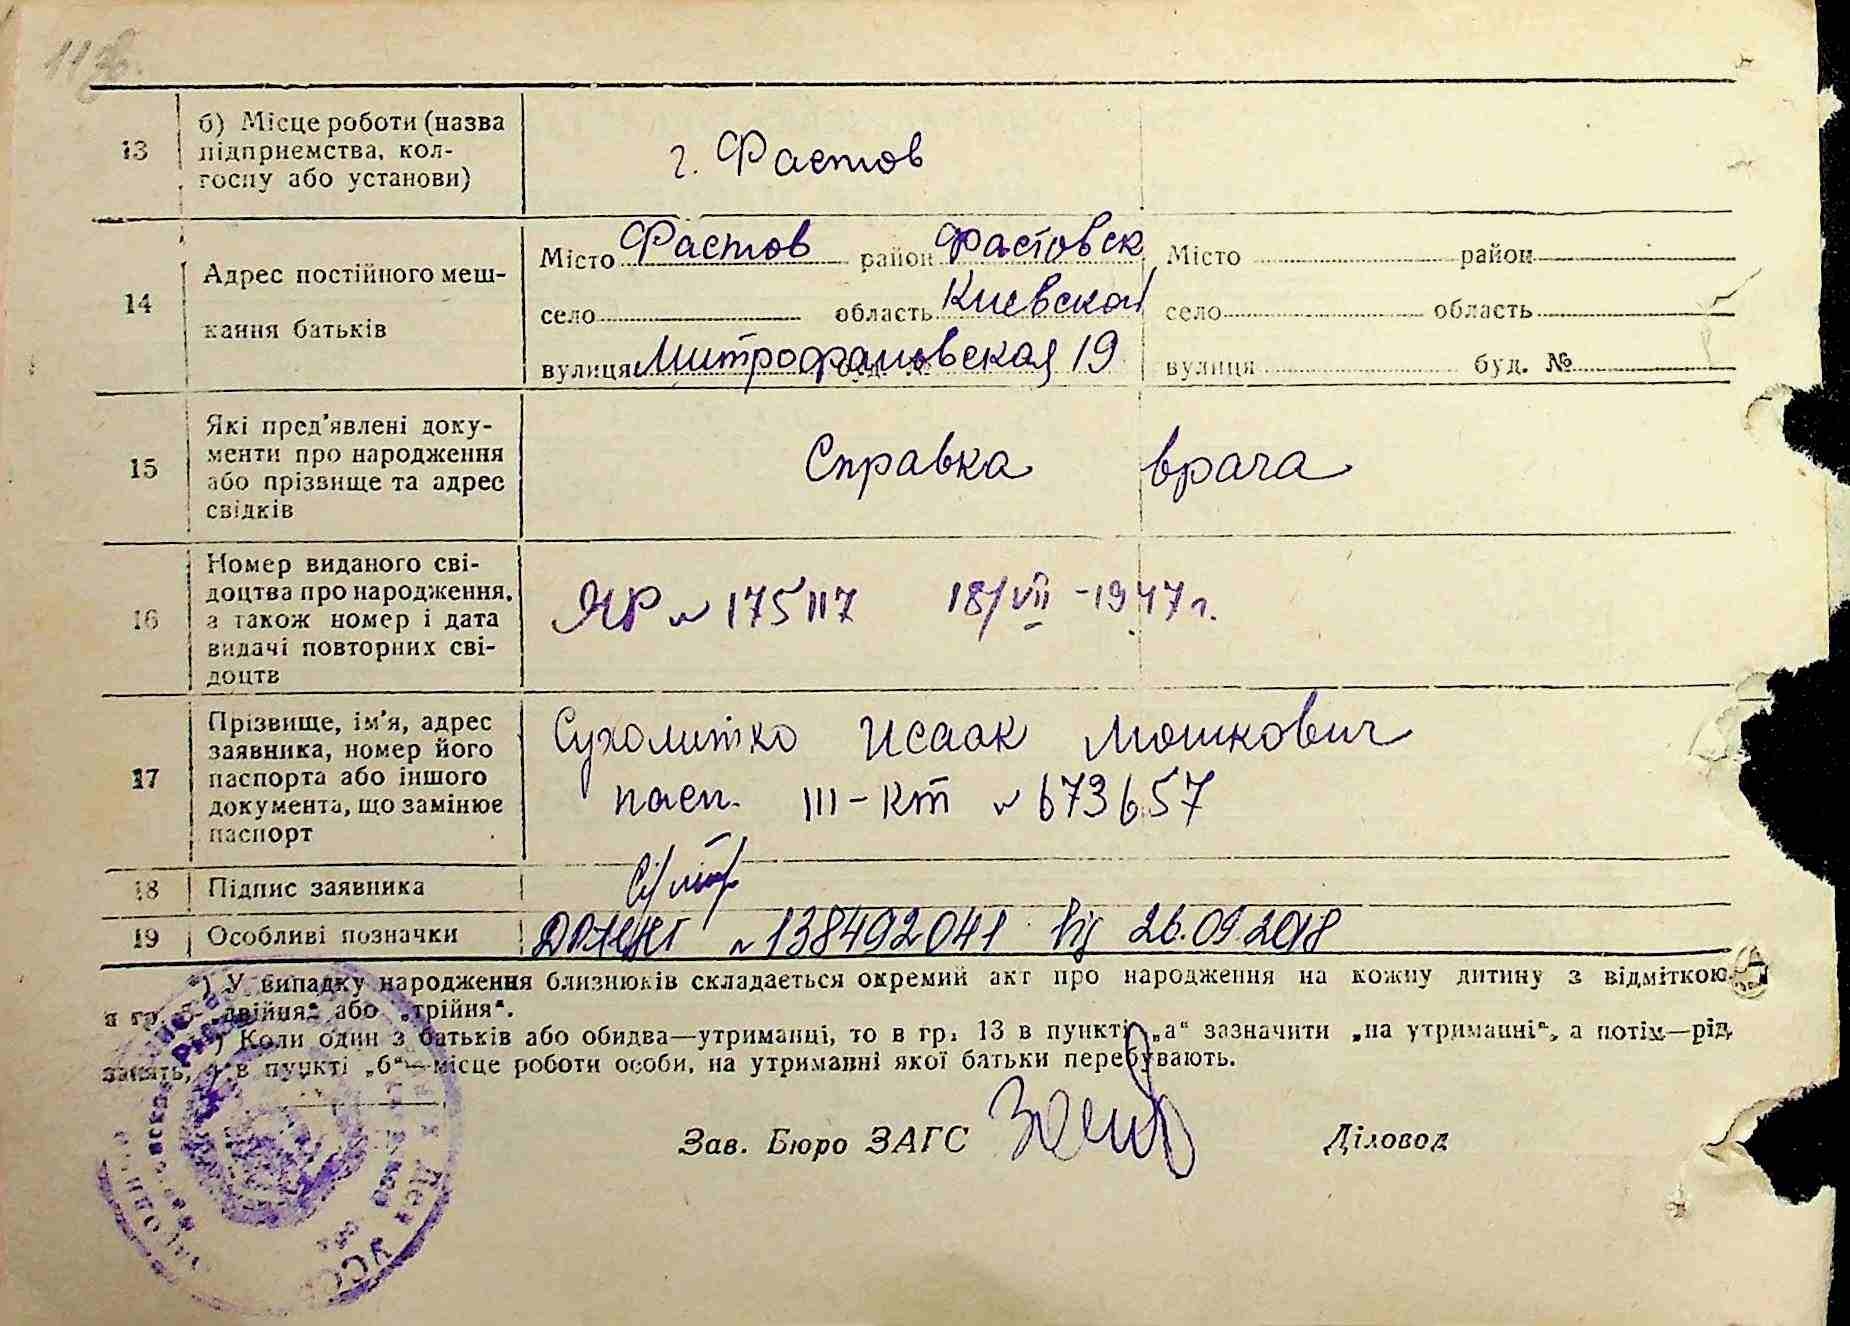 13
б) Місце роботи (назва
підприємства, кол-
госпу або установи)
г. Фастов
14
Адрес постійного меш-
кання батьків
Місто Фастов район Фастовск
село область Киевская
вулиця Митрофановская 19
Місто район
село область
вулиця буд. №
15
Які пред'явлені доку-
менти про народження
або прізвище та адрес
свідків
Справка врача
16
Номер виданого сві-
доцтва про народження,
а також номер і дата
видачі повторних сві-
доцтв
ЯР № 175117 18/VII-1947 г.
17
Прізвище, ім'я, адрес
заявника, номер його
паспорта або іншого
документа, що замінює
паспорт
Сухолитко Исаак Мошкович
пасп. III-КТ № 673657
18
Підпис заявника
19
Особливі позначки
№ 138492041 від 26.09.2018
*) У випадку народження близнюків складається окремий акт про народження на кожну дитину з відміткою
в гр. 5 „двійня“ або „трійня“.
Коли один з батьків або обидва—утриманці, то в гр. 13 в пункті „а“ зазначити „на утриманні“, а потім—рід
занять, а в пункті „б“—місце роботи особи, на утриманні якої батьки перебувають.
Зав. Бюро ЗАГС
Діловод
УССР